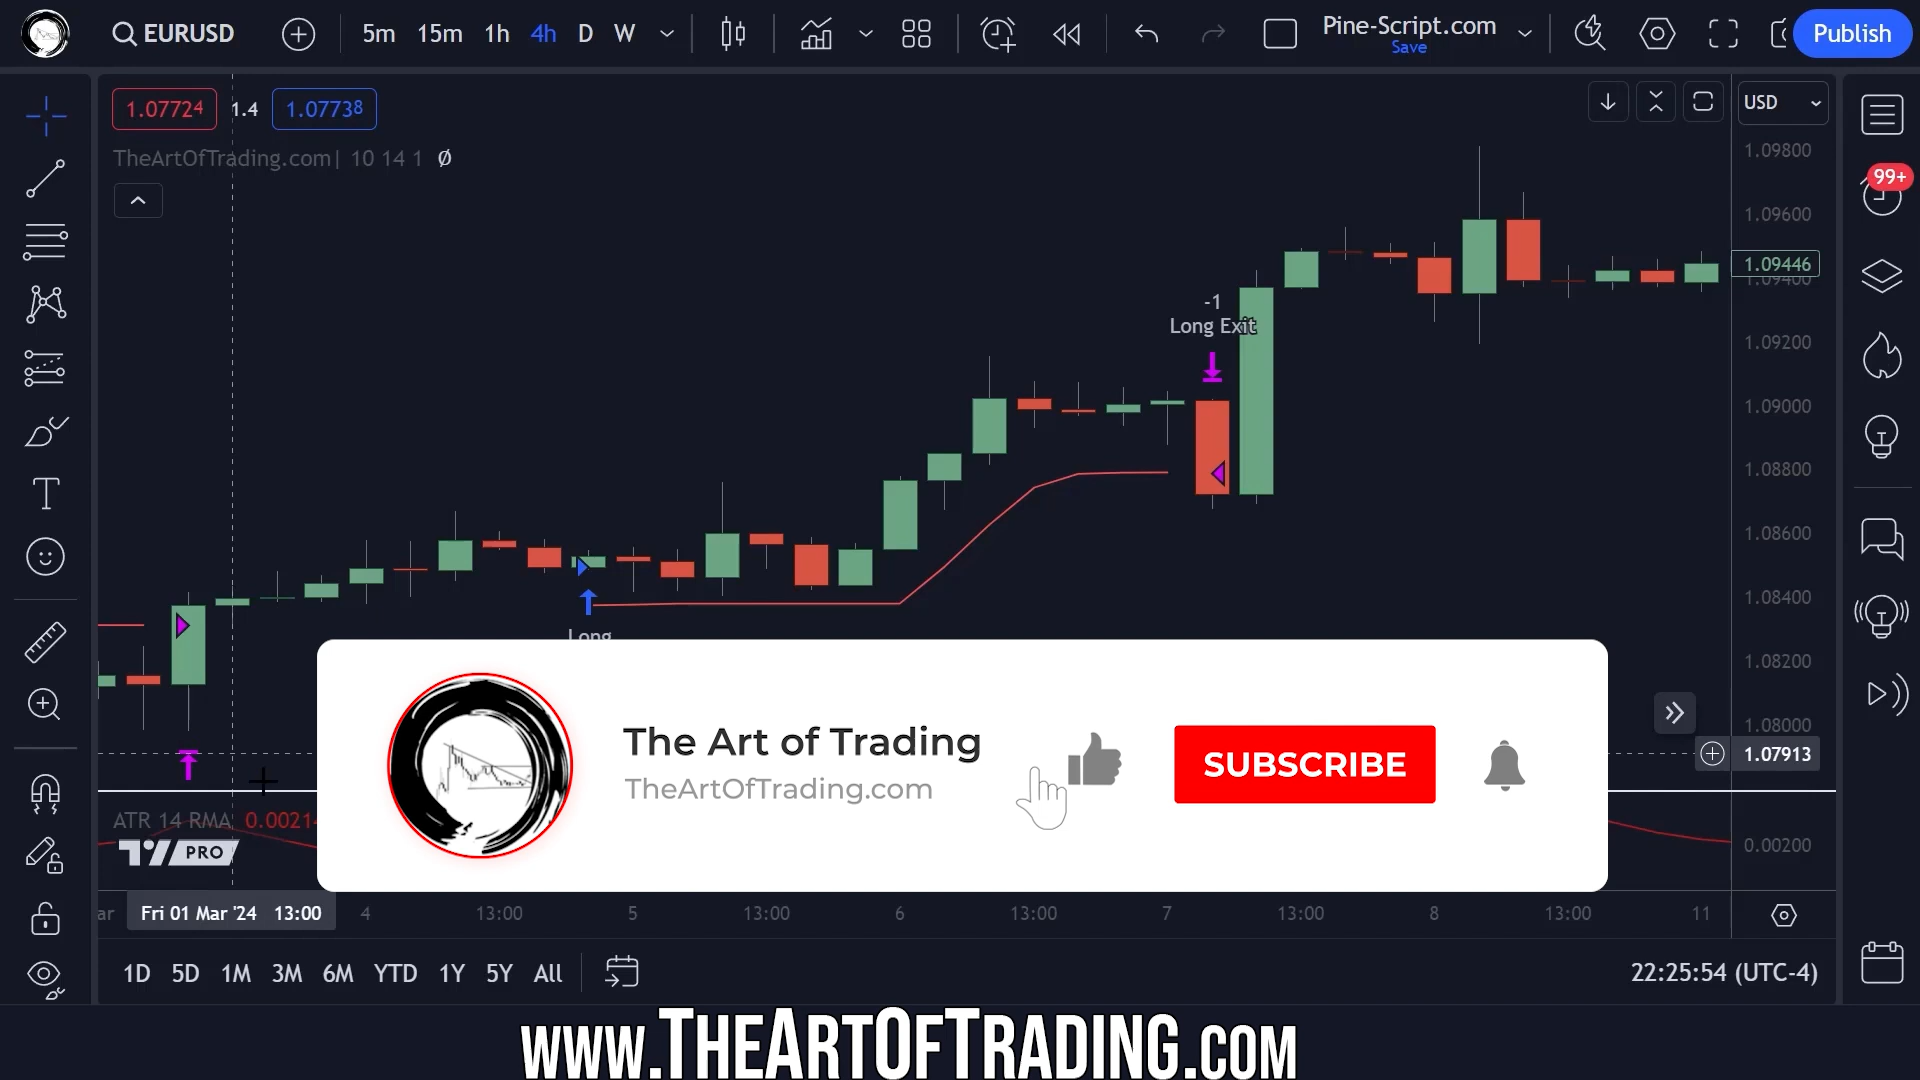 EURUSD 5m 15m 1h 4h D W Pine-Script.com Save Publish
1.07724 1.4 1.07738 USD
TheArtOfTrading.com| 10 14 1 Ø
99+
1.09800
1.09600
1.09446
1.09400
1.09200
1.09000
1.08800
1.08600
1.08400
1.08200
1.08000
1.07913
0.00200
-1
Long Exit
Long
The Art of Trading
TheArtOfTrading.com
SUBSCRIBE
ATR 14 RMA 0.00214
PRO
ar Fri 01 Mar '24 13:00 4 13:00 5 13:00 6 13:00 7 13:00 8 13:00 11
1D 5D 1M 3M 6M YTD 1Y 5Y All 22:25:54 (UTC-4)
www.TheArtOfTrading.com